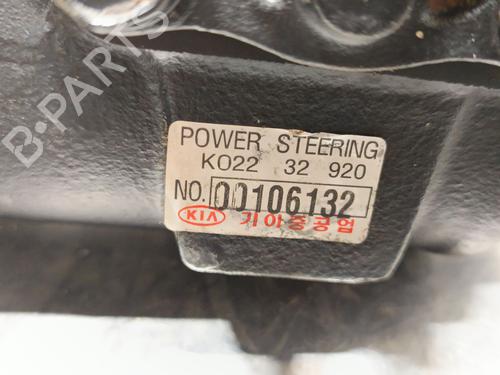 B-PARTS
POWER STEERING
K022 32 920
NO. 00106132
KIA 기아중공업